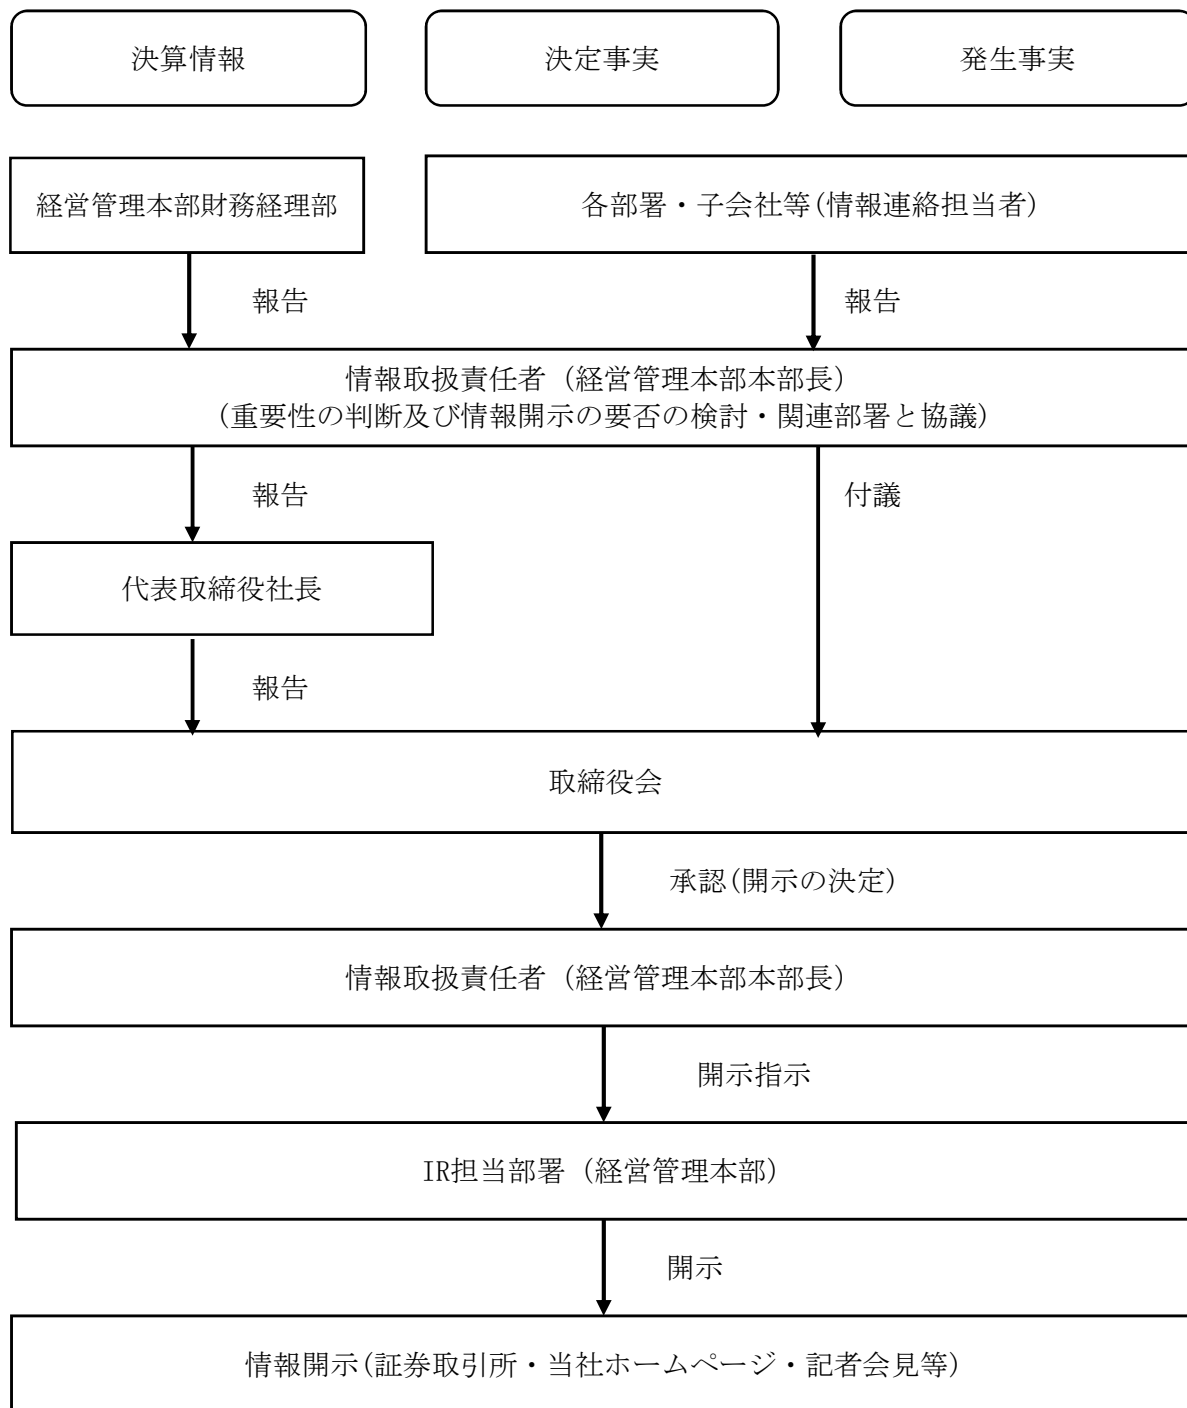 決算情報
決定事実
発生事実
経営管理本部財務経理部
各部署・子会社等(情報連絡担当者)
報告
報告
情報取扱責任者（経営管理本部本部長）
（重要性の判断及び情報開示の要否の検討・関連部署と協議）
報告
付議
代表取締役社長
報告
取締役会
承認(開示の決定)
情報取扱責任者（経営管理本部本部長）
開示指示
IR担当部署（経営管理本部）
開示
情報開示(証券取引所・当社ホームページ・記者会見等)